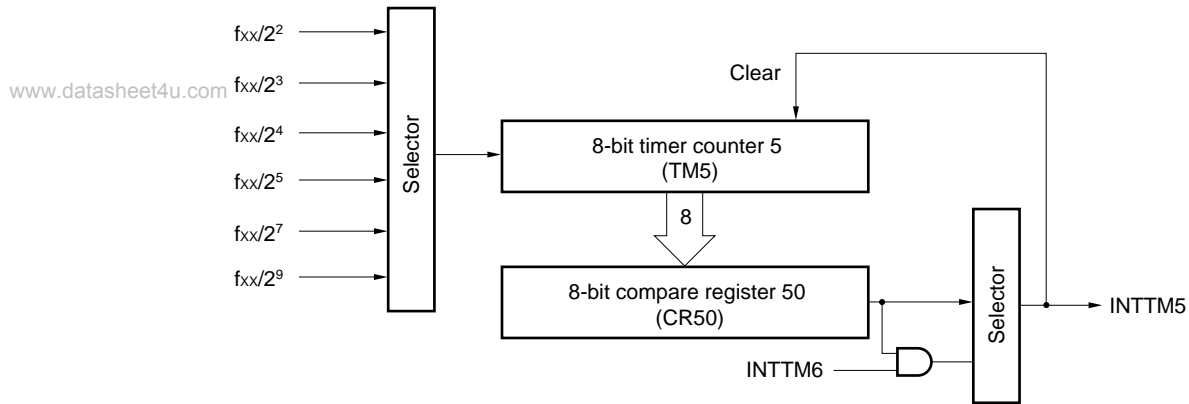 fxx/2²
www.datasheet4u.com
fxx/2³
fxx/2⁴
fxx/2⁵
fxx/2⁷
fxx/2⁹
Selector
Clear
8-bit timer counter 5
(TM5)
8
8-bit compare register 50
(CR50)
INTTM6
Selector
INTTM5